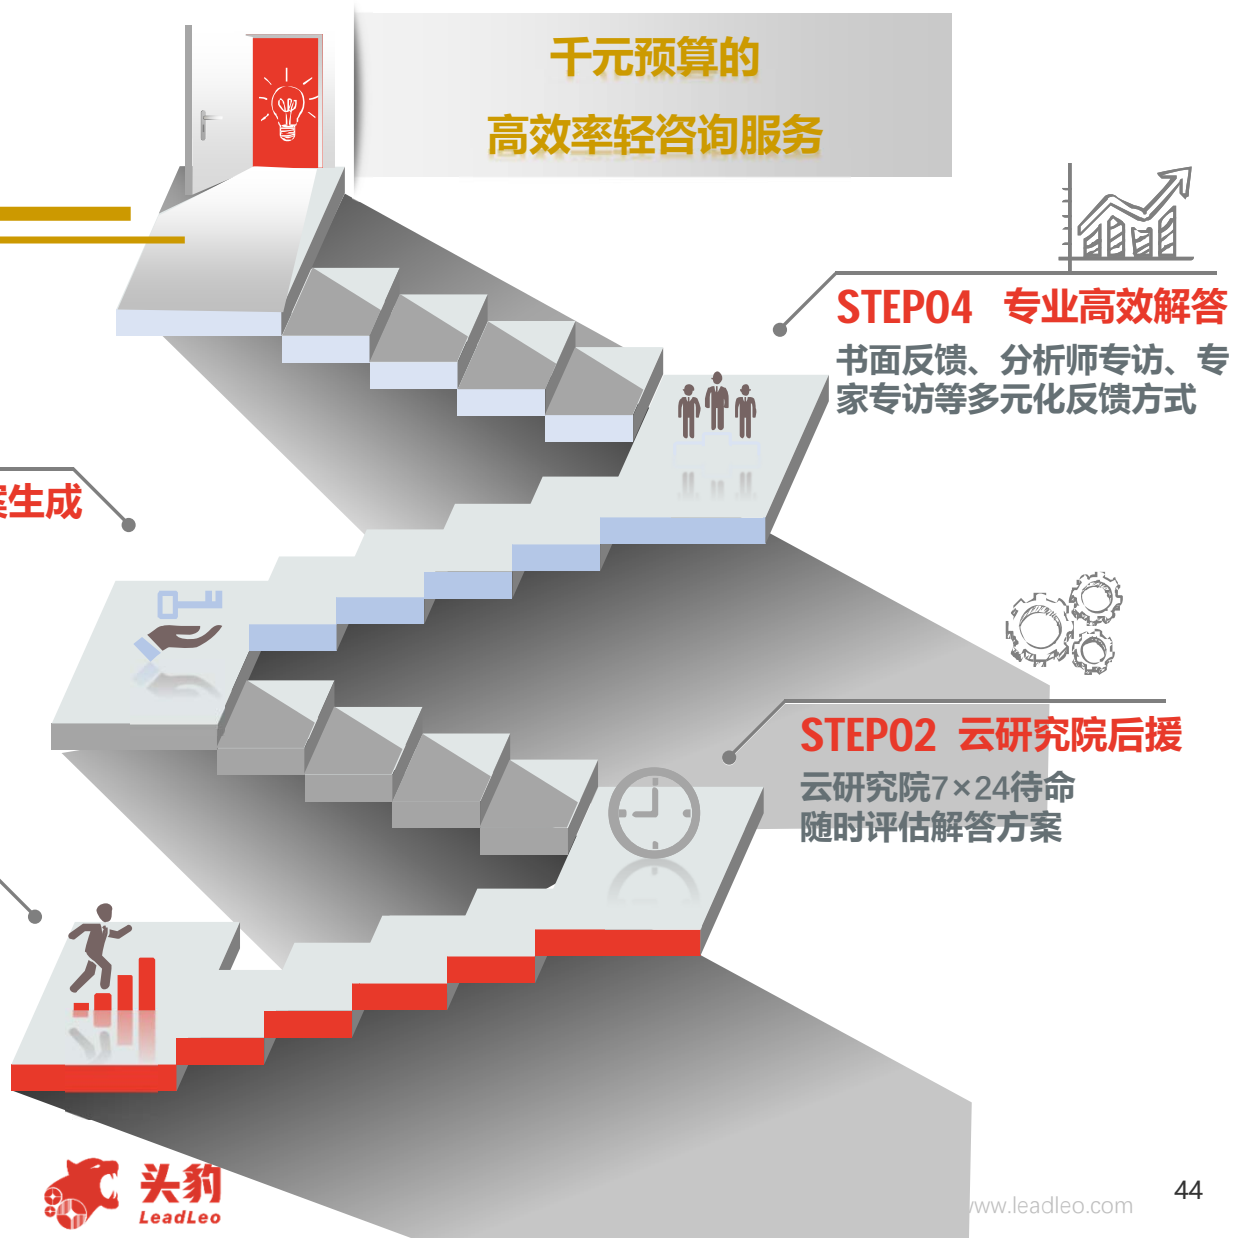 千元预算的
高效率轻咨询服务
STEP04 专业高效解答
书面反馈、分析师专访、专
家专访等多元化反馈方式
案生成
STEP02 云研究院后援
云研究院7×24待命
随时评估解答方案
头豹
LeadLeo
www.leadleo.com
44